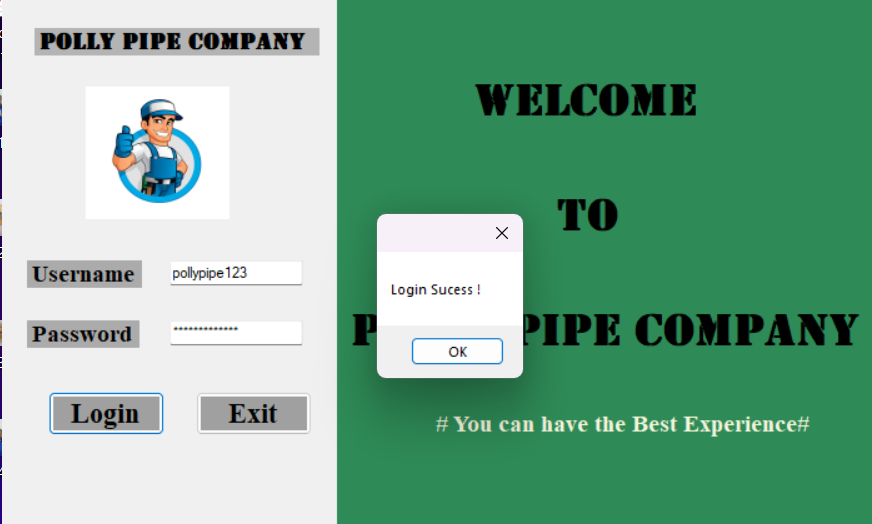 POLLY PIPE COMPANY
Username
pollypipe123
Password
*************
Login
Exit
WELCOME
TO
PIPE COMPANY
# You can have the Best Experience#
Login Sucess !
OK